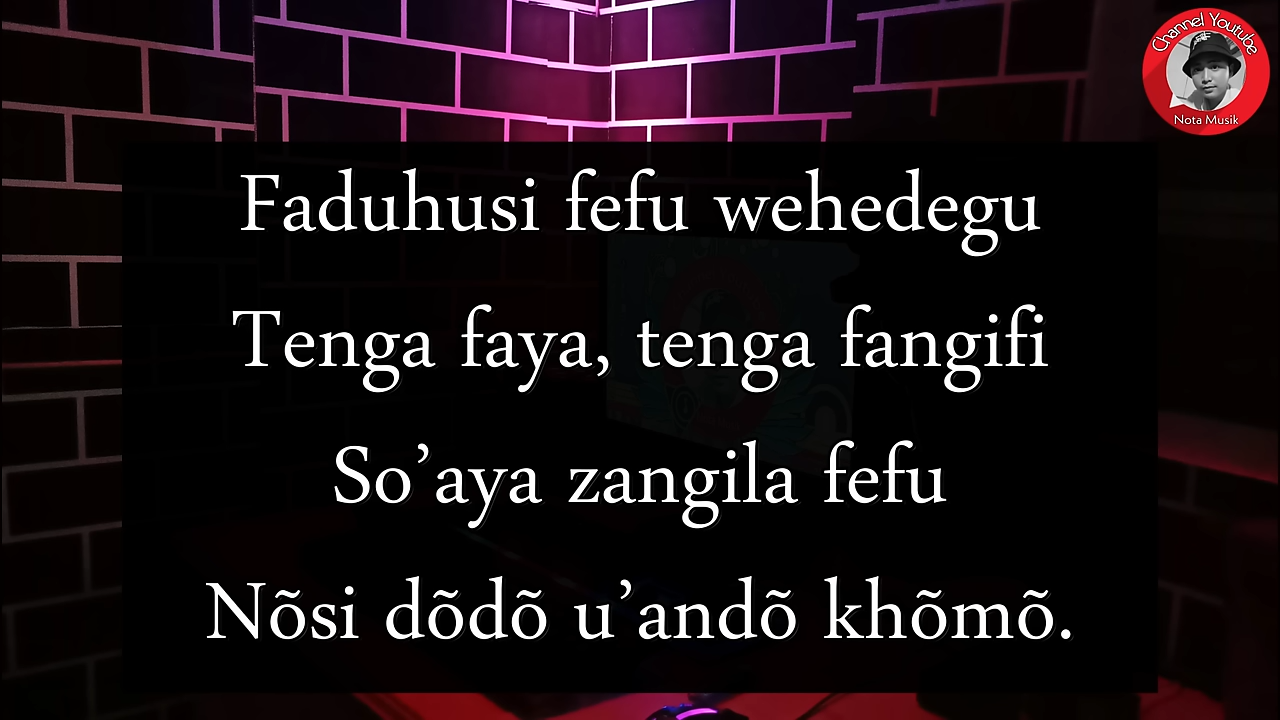 Channel Youtube
Nota Musik
Faduhusi fefu wehedegu
Tenga faya, tenga fangifi
So’aya zangila fefu
Nõsi dõdõ u’andõ khõmõ.